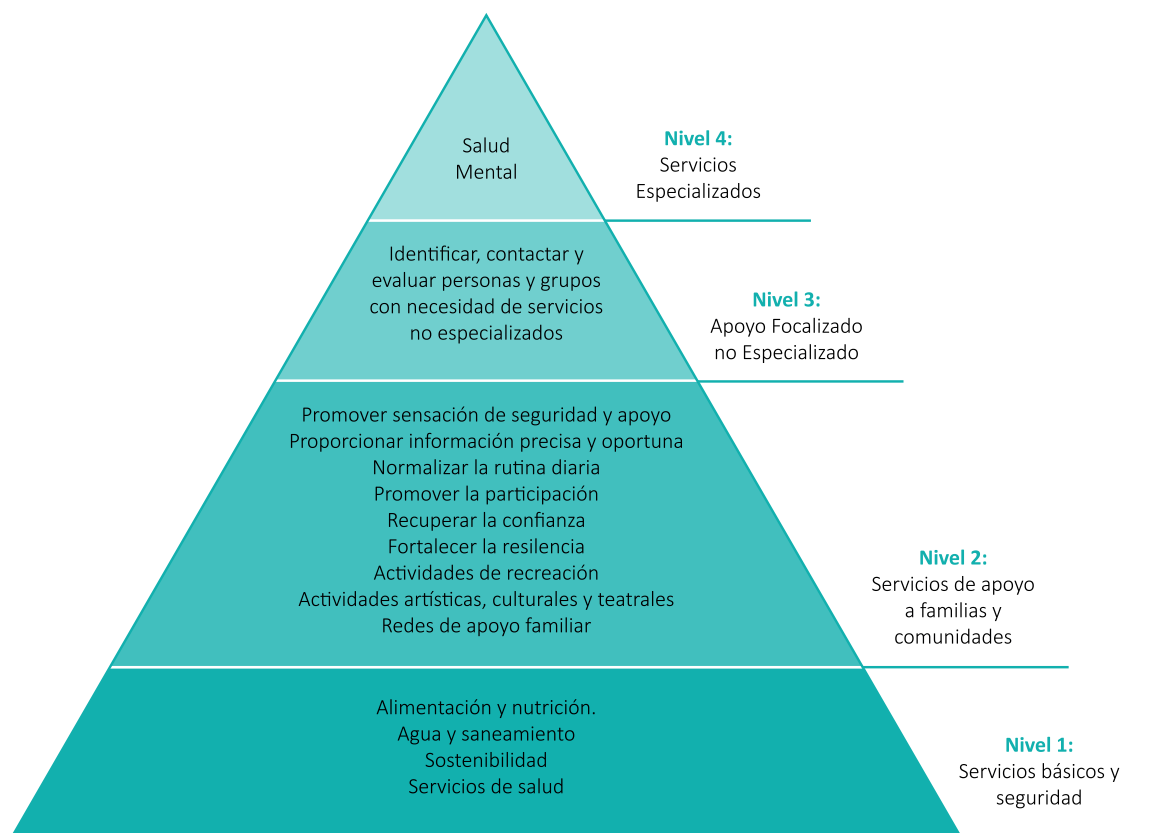 Salud
Mental
Nivel 4:
Servicios
Especializados
Identificar, contactar y
evaluar personas y grupos
con necesidad de servicios
no especializados
Nivel 3:
Apoyo Focalizado
no Especializado
Promover sensación de seguridad y apoyo
Proporcionar información precisa y oportuna
Normalizar la rutina diaria
Promover la participación
Recuperar la confianza
Fortalecer la resilencia
Actividades de recreación
Actividades artísticas, culturales y teatrales
Redes de apoyo familiar
Nivel 2:
Servicios de apoyo
a familias y
comunidades
Alimentación y nutrición.
Agua y saneamiento
Sostenibilidad
Servicios de salud
Nivel 1:
Servicios básicos y
seguridad